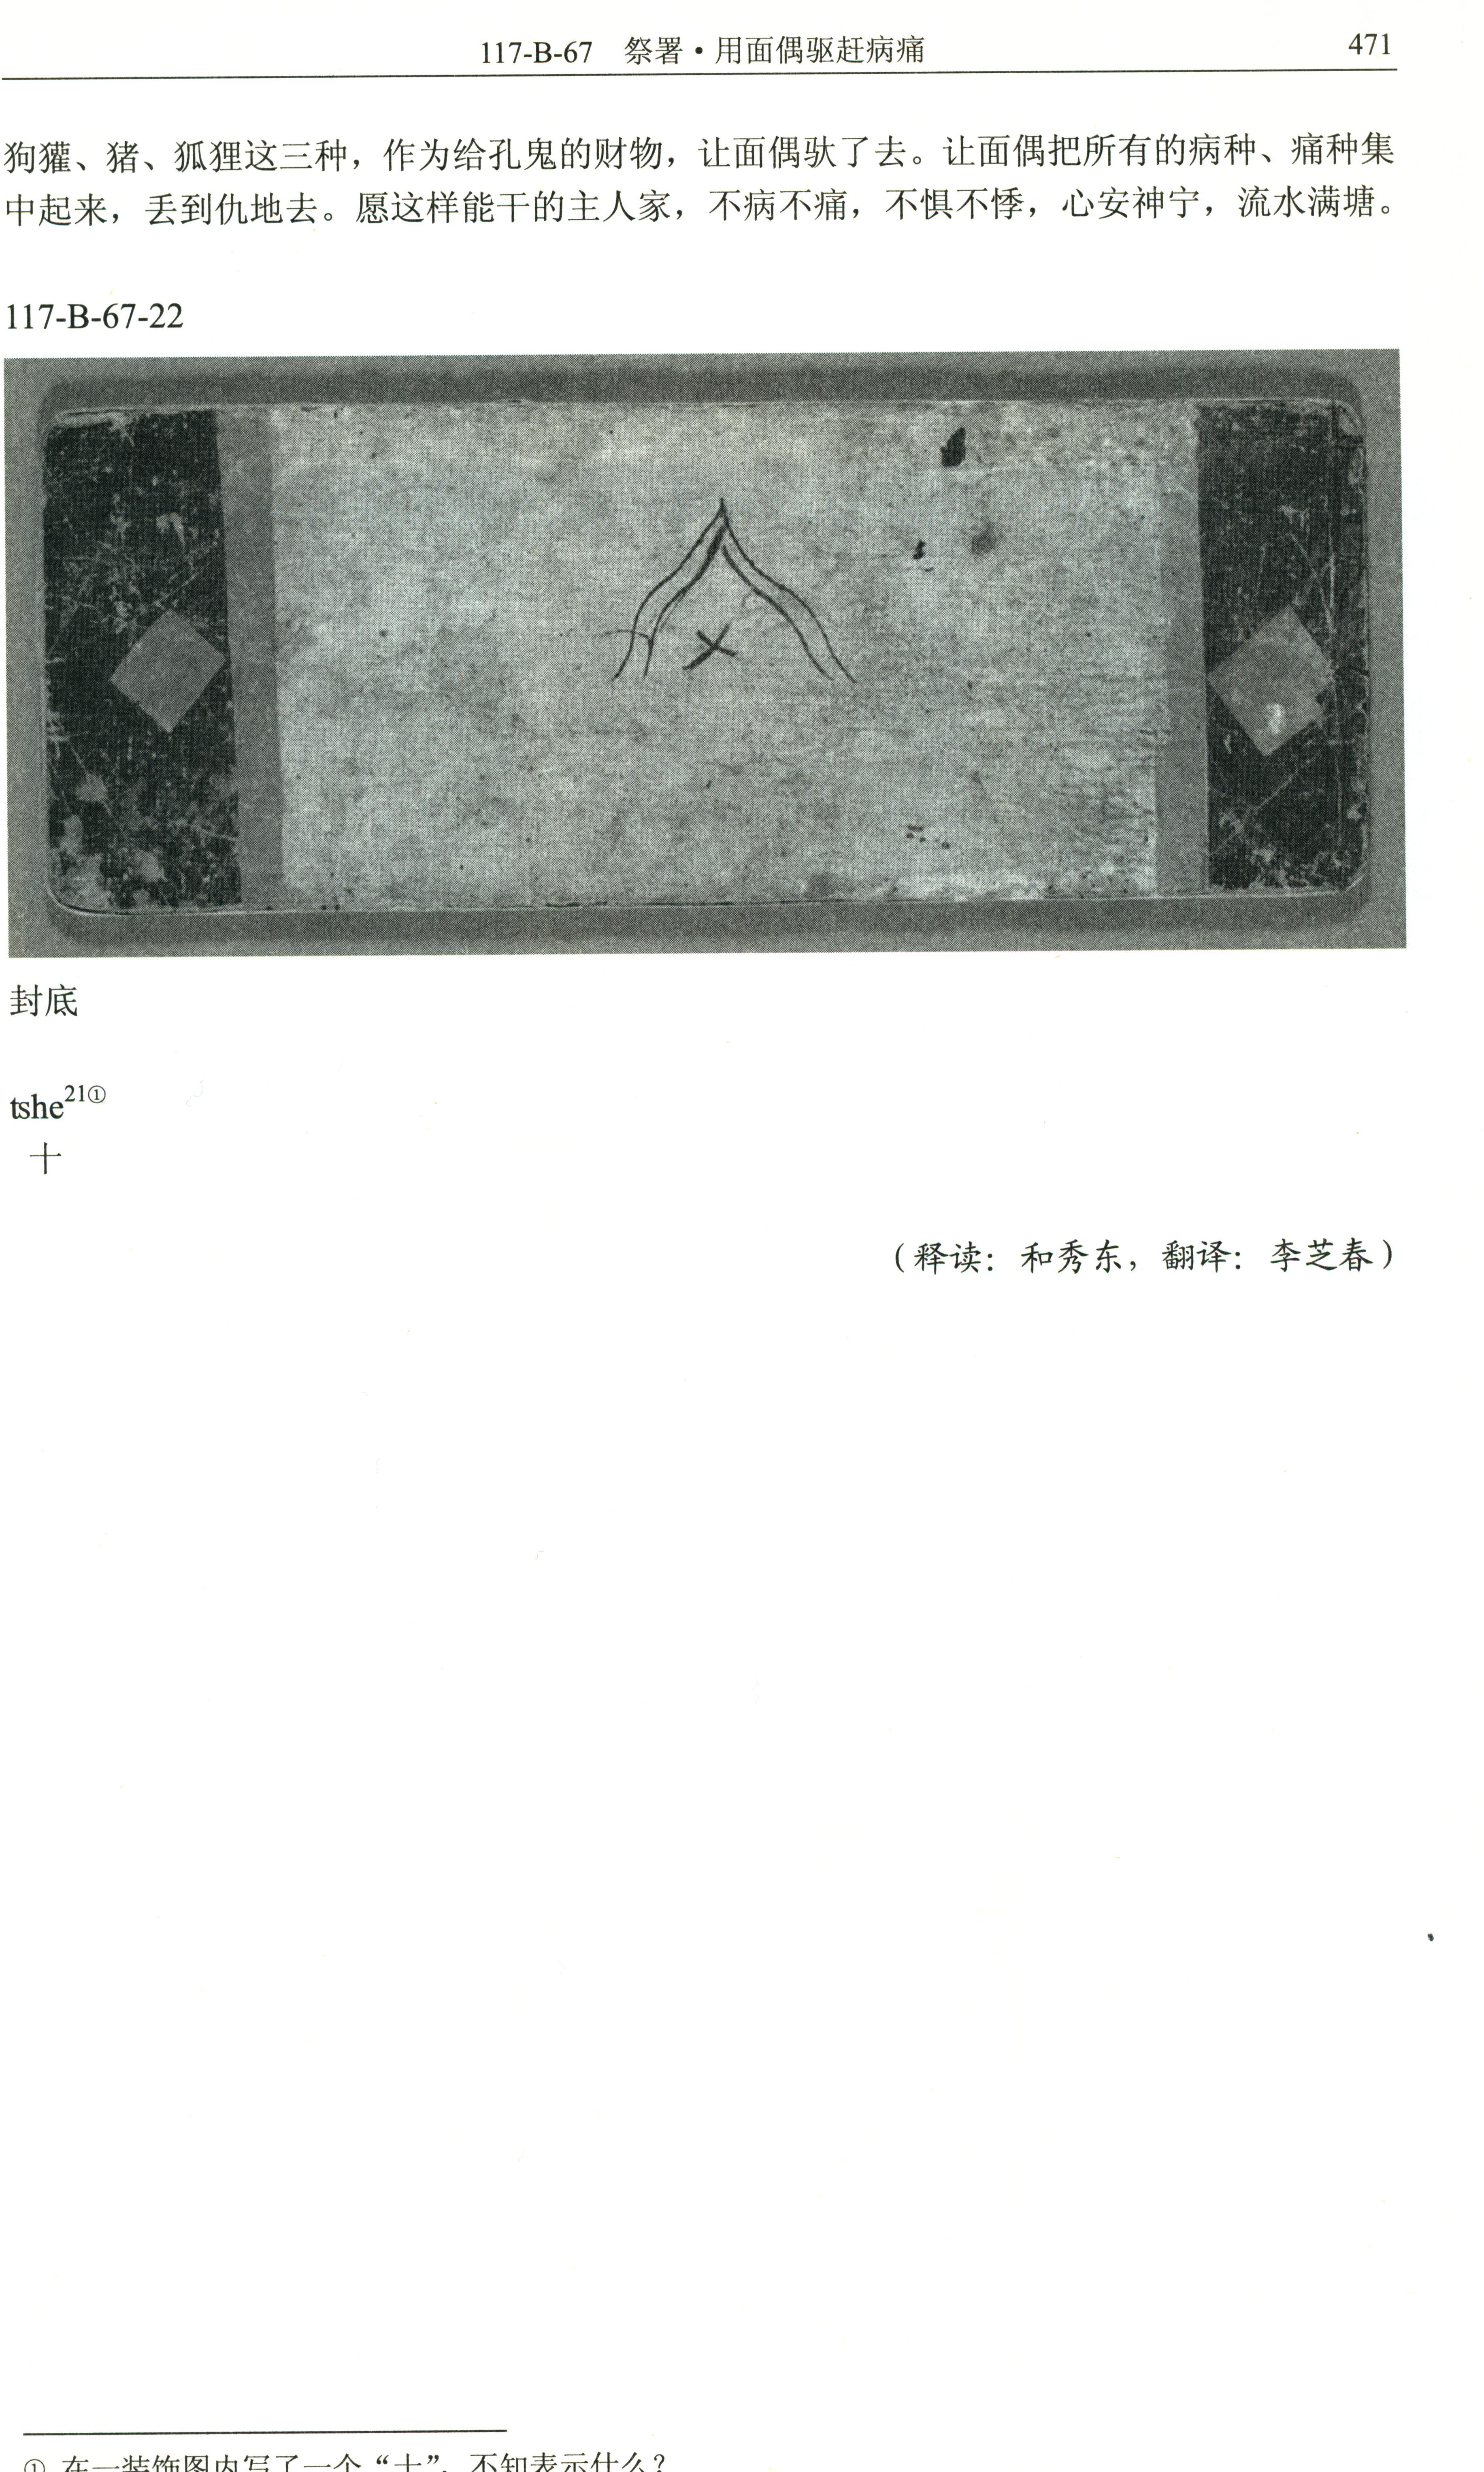 117-B-67 祭署·用面偶驱赶病痛 471
狗獾、猪、狐狸这三种，作为给孔鬼的财物，让面偶驮了去。让面偶把所有的病种、痛种集
中起来，丢到仇地去。愿这样能干的主人家，不病不痛，不惧不悸，心安神宁，流水满塘。
117-B-67-22
封底
tshe²¹①
十
（释读：和秀东，翻译：李芝春）
① 在一装饰图内写了一个“十”，不知表示什么？